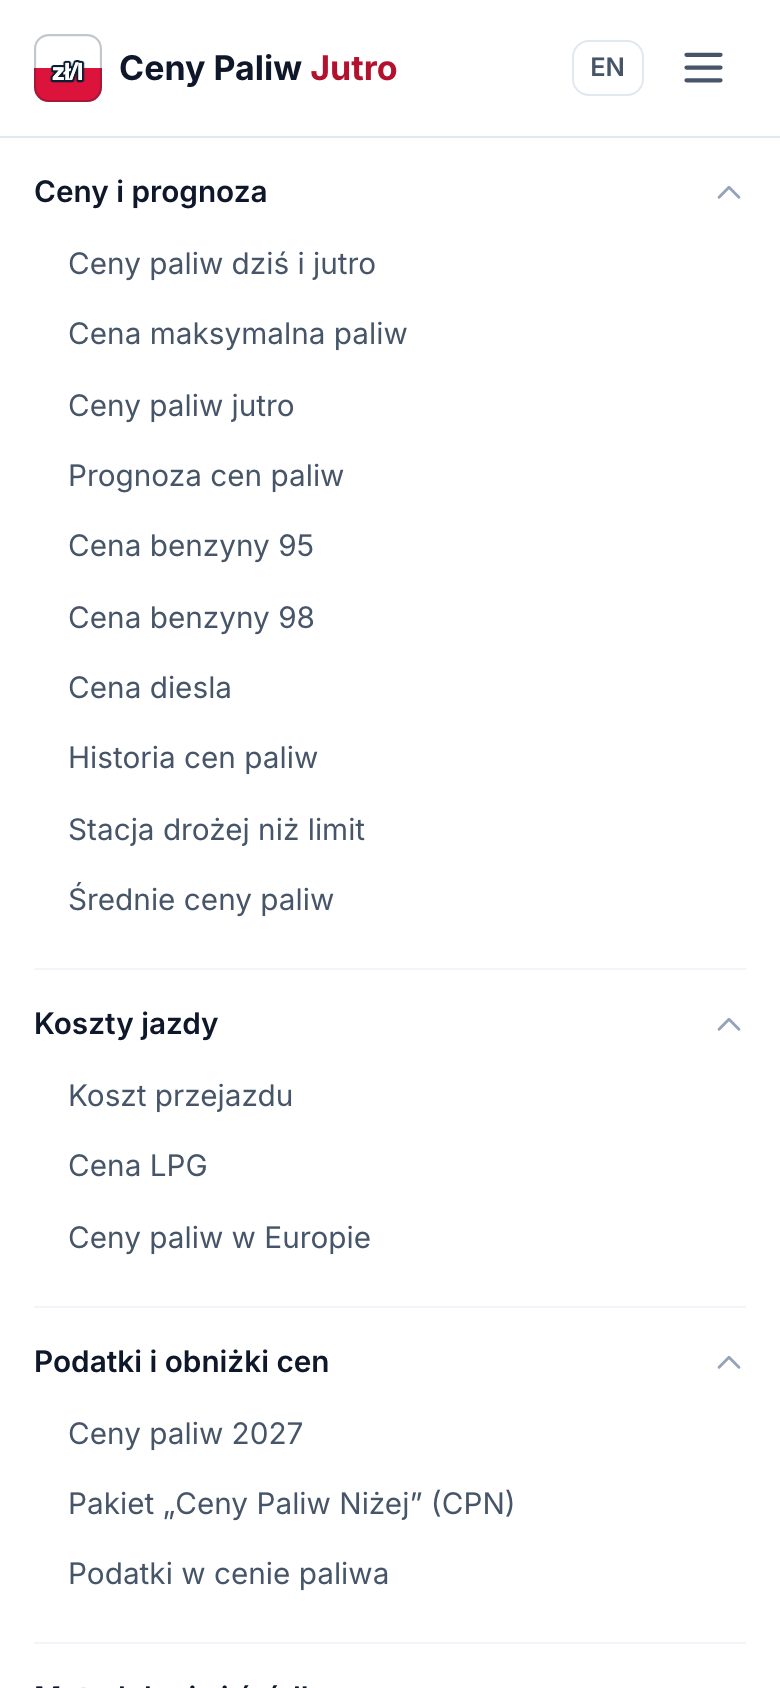 zł/l
Ceny Paliw Jutro
EN
Ceny i prognoza
Ceny paliw dziś i jutro
Cena maksymalna paliw
Ceny paliw jutro
Prognoza cen paliw
Cena benzyny 95
Cena benzyny 98
Cena diesla
Historia cen paliw
Stacja drożej niż limit
Średnie ceny paliw
Koszty jazdy
Koszt przejazdu
Cena LPG
Ceny paliw w Europie
Podatki i obniżki cen
Ceny paliw 2027
Pakiet „Ceny Paliw Niżej” (CPN)
Podatki w cenie paliwa